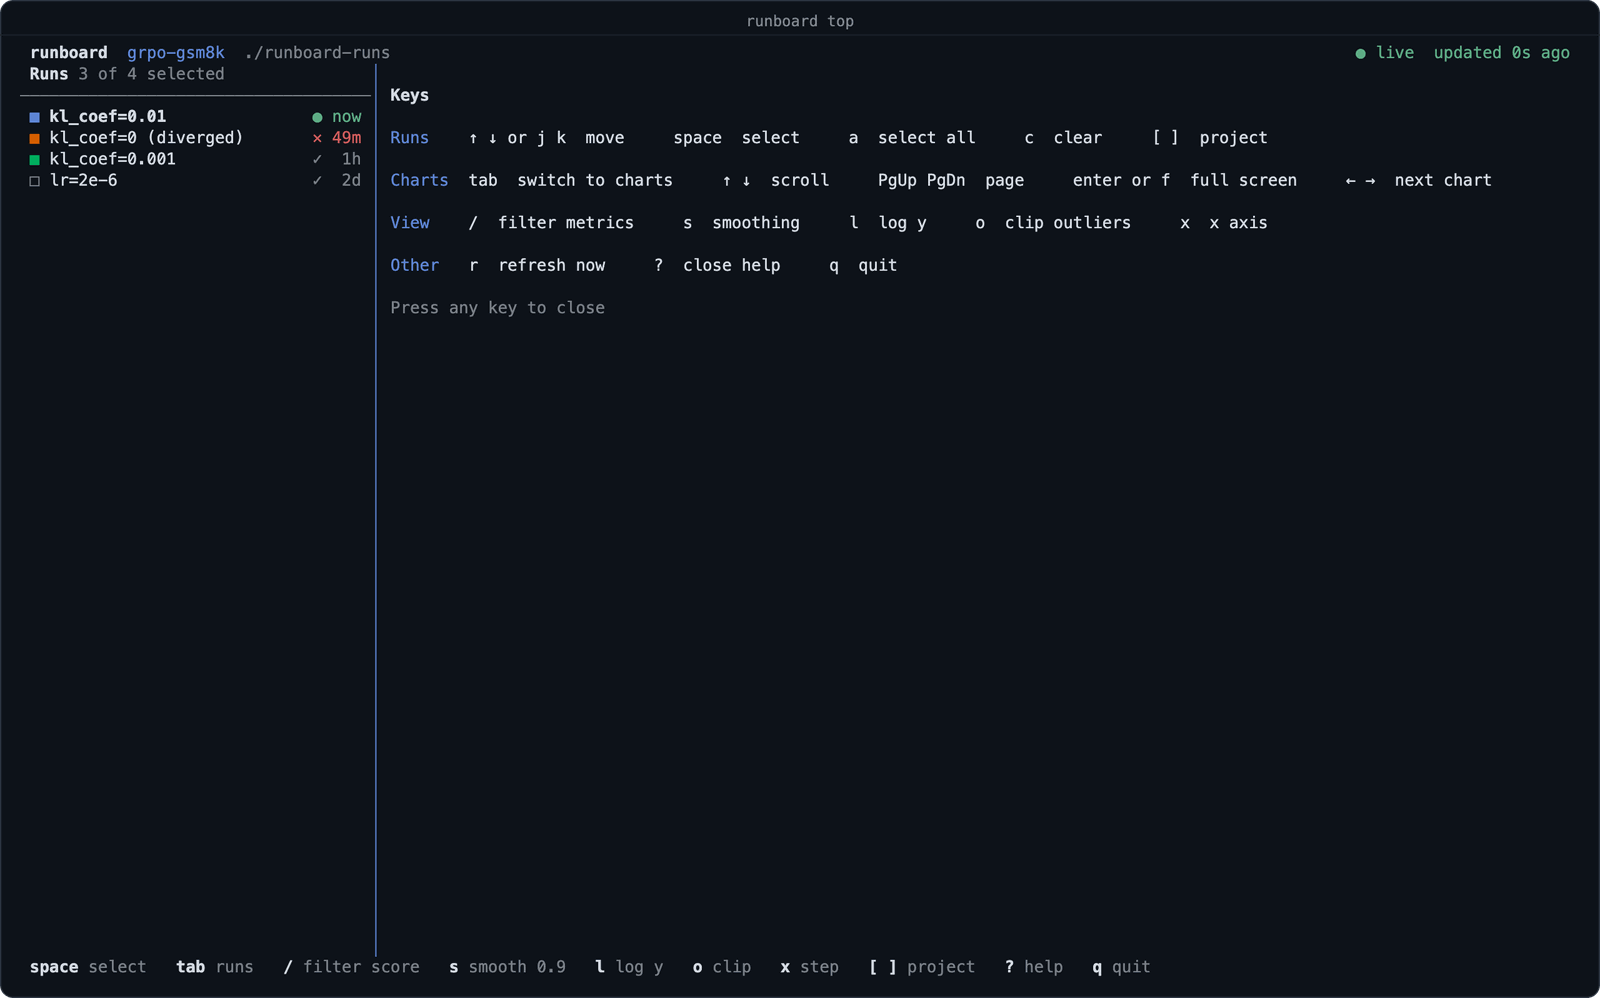 runboard top
runboard grpo-gsm8k ./runboard-runs ● live updated 0s ago
Runs 3 of 4 selected
kl_coef=0.01 ● now
kl_coef=0 (diverged) × 49m
kl_coef=0.001 ✓ 1h
lr=2e-6 ✓ 2d
Keys
Runs ↑ ↓ or j k move space select a select all c clear [ ] project
Charts tab switch to charts ↑ ↓ scroll PgUp PgDn page enter or f full screen ← → next chart
View / filter metrics s smoothing l log y o clip outliers x x axis
Other r refresh now ? close help q quit
Press any key to close
space select tab runs / filter score s smooth 0.9 l log y o clip x step [ ] project ? help q quit